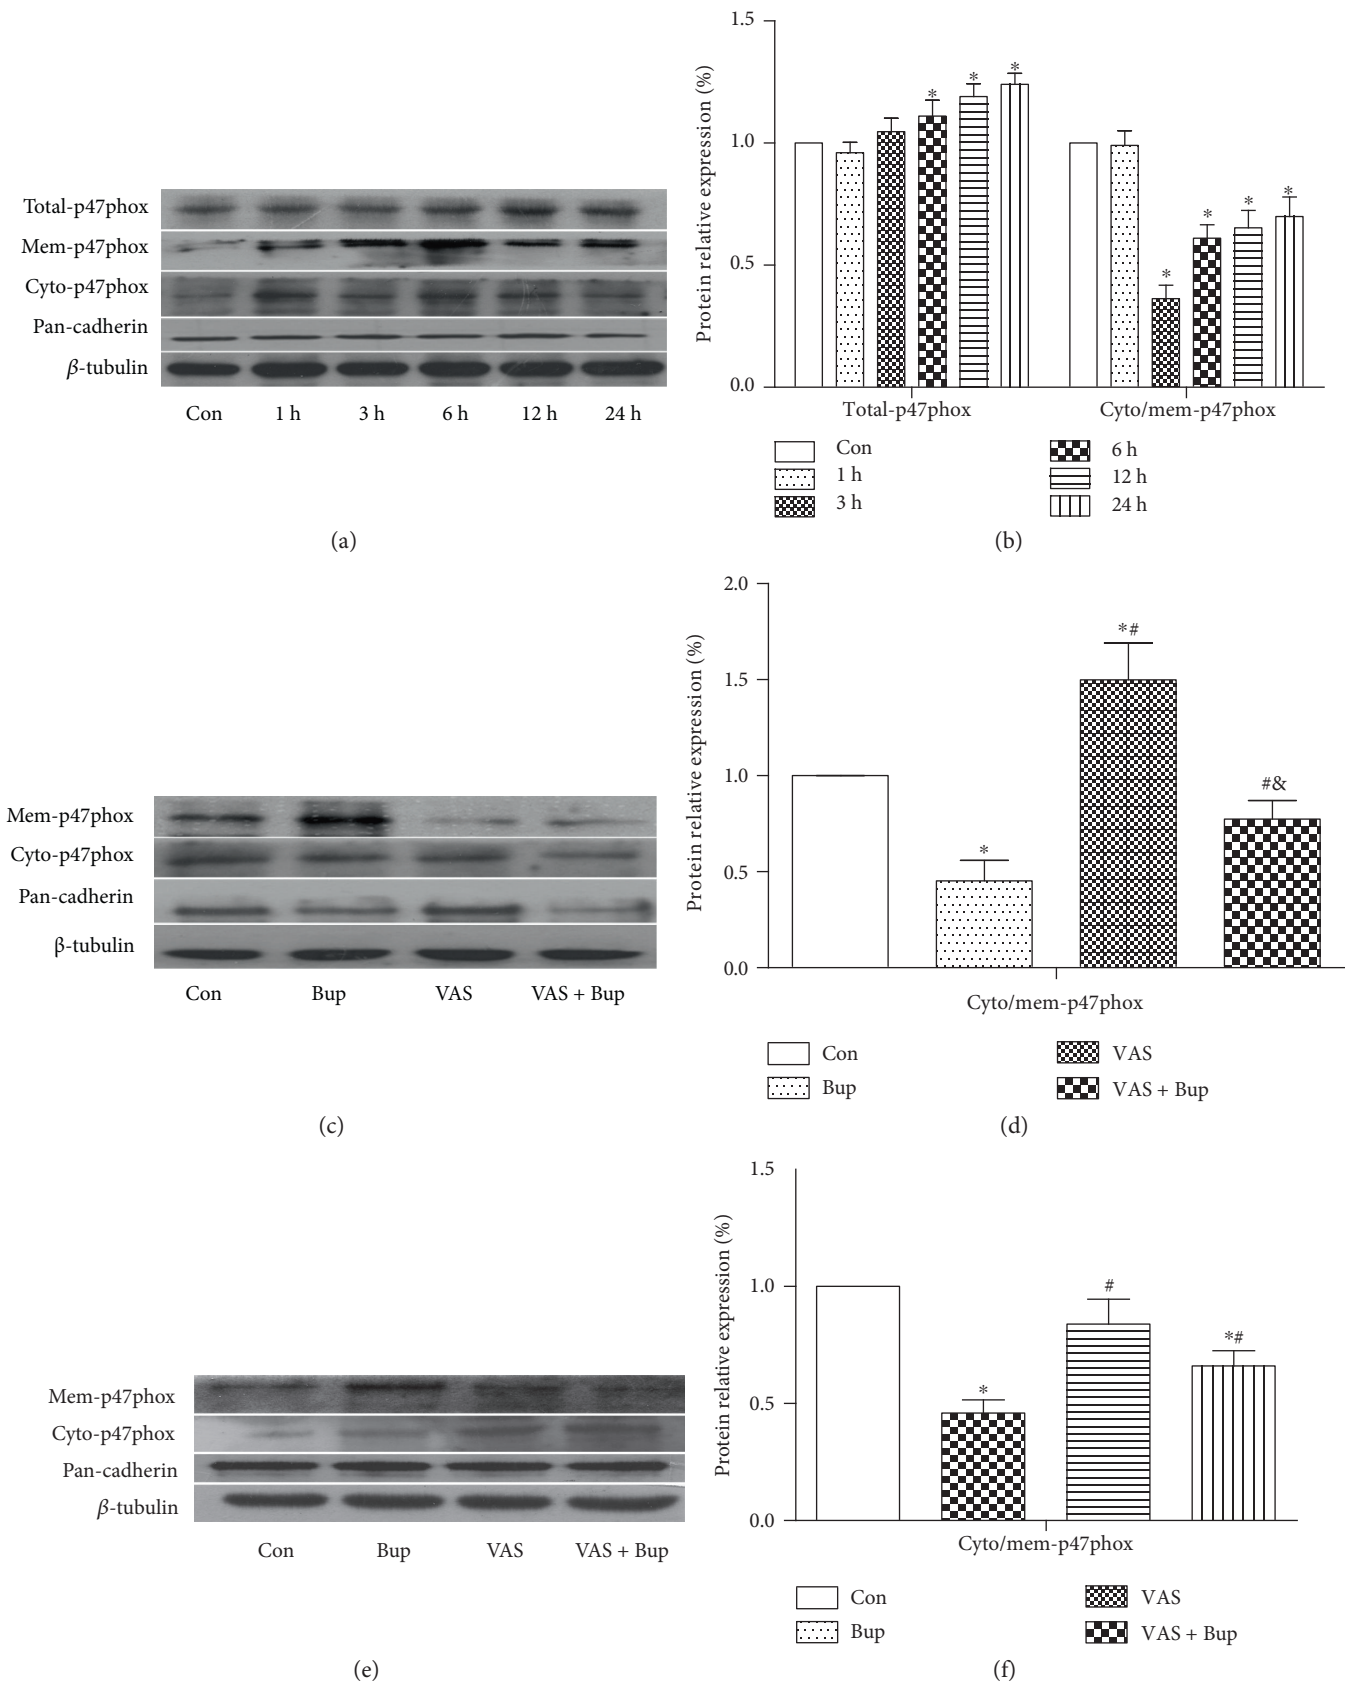 Total-p47phox
Mem-p47phox
Cyto-p47phox
Pan-cadherin
β-tubulin
Con 1 h 3 h 6 h 12 h 24 h
(a)
Protein relative expression (%)
1.5
1.0
0.5
0.0
* * *
* * * *
Total-p47phox Cyto/mem-p47phox
Con 6 h
1 h 12 h
3 h 24 h
(b)
Mem-p47phox
Cyto-p47phox
Pan-cadherin
β-tubulin
Con Bup VAS VAS + Bup
(c)
Protein relative expression (%)
2.0
1.5
1.0
0.5
0.0
* *# #&
Cyto/mem-p47phox
Con VAS
Bup VAS + Bup
(d)
Mem-p47phox
Cyto-p47phox
Pan-cadherin
β-tubulin
Con Bup VAS VAS + Bup
(e)
Protein relative expression (%)
1.5
1.0
0.5
0.0
* # *#
Cyto/mem-p47phox
Con VAS
Bup VAS + Bup
(f)